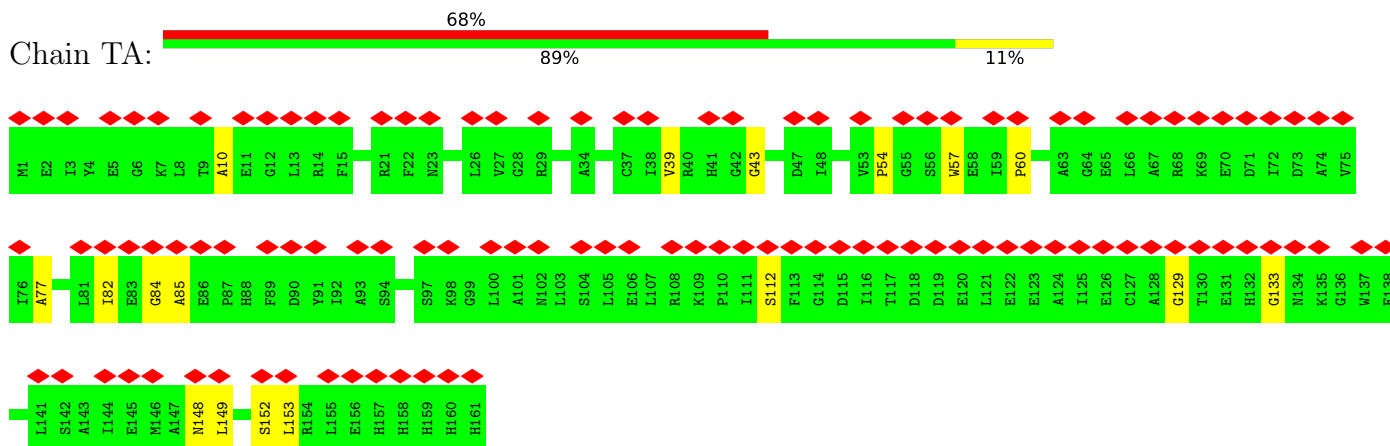 68%
Chain TA:
89% 11%
M1 E2 I3 Y4 E5 G6 K7 L8 T9 A10 E11 G12 L13 R14 F15 R21 F22 N23 L26 V27 G28 R29 A34 C37 I38 V39 R40 H41 G42 G43 D47 I48 V53 P54 G55 S56 W57 E58 I59 P60 A63 G64 E65 L66 A67 R68 K69 E70 D71 I72 D73 A74 V75
I76 A77 L81 I82 E83 G84 A85 E86 P87 H88 F89 D90 Y91 I92 A93 S94 S97 K98 G99 L100 A101 N102 L103 S104 L105 E106 L107 R108 K109 P110 I111 S112 F113 G114 D115 I116 T117 D118 D119 E120 L121 E122 E123 A124 I125 E126 C127 A128 G129 T130 E131 H132 G133 N134 K135 G136 W137
L141 S142 A143 I144 E145 M146 A147 N148 L149 S152 L153 R154 L155 E156 H157 H158 H159 H160 H161